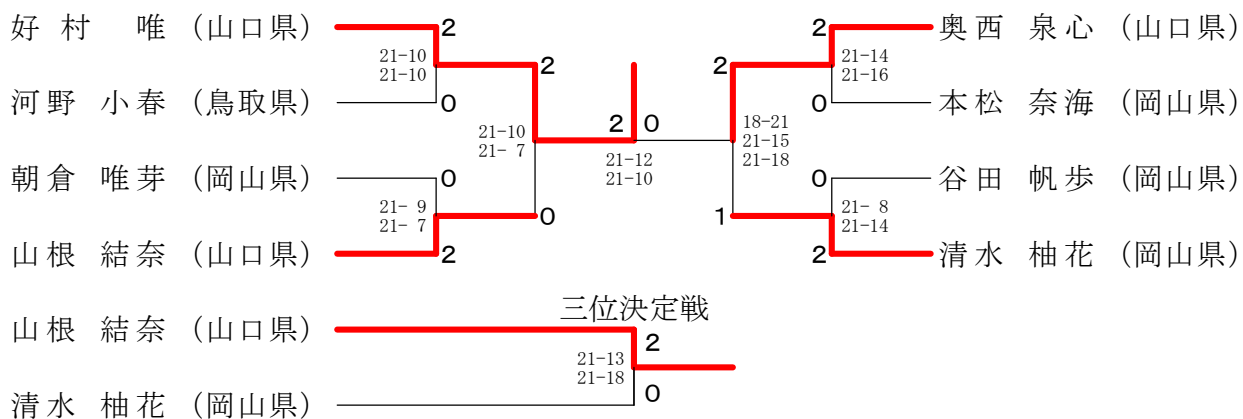 好村 唯 (山口県) 2 2 奥西 泉心 (山口県)
21-10 21-14
21-10 2 2 21-16
河野 小春 (鳥取県) 0 0 本松 奈海 (岡山県)
21-10 2 0 18-21
21- 7 21-15
21-12 21-18
21-10
朝倉 唯芽 (岡山県) 0 0 谷田 帆歩 (岡山県)
21- 9 21- 8
21- 7 0 1 21-14
山根 結奈 (山口県) 2 2 清水 柚花 (岡山県)
三位決定戦
山根 結奈 (山口県) 2
21-13
21-18
清水 柚花 (岡山県) 0